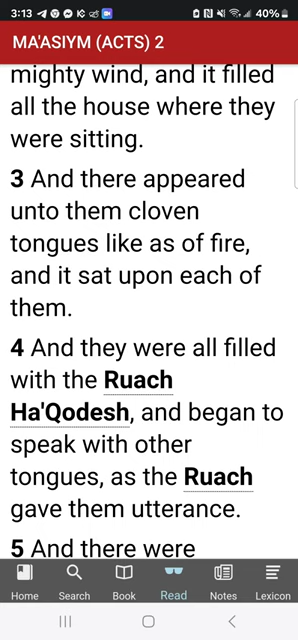 3:13
40%
MA'ASIYM (ACTS) 2
mighty wind, and it filled
all the house where they
were sitting.
3 And there appeared
unto them cloven
tongues like as of fire,
and it sat upon each of
them.
4 And they were all filled
with the Ruach
Ha'Qodesh, and began to
speak with other
tongues, as the Ruach
gave them utterance.
5 And there were
Home Search Book Read Notes Lexicon